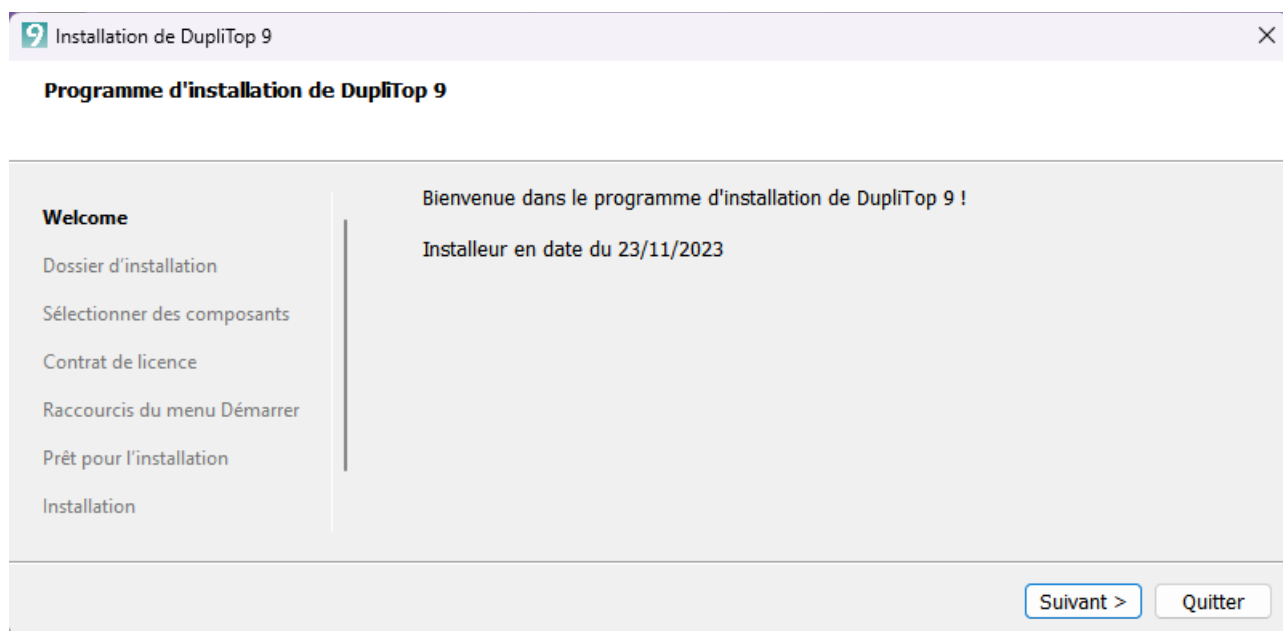 9 Installation de DupliTop 9
Programme d'installation de DupliTop 9
Welcome
Dossier d'installation
Sélectionner des composants
Contrat de licence
Raccourcis du menu Démarrer
Prêt pour l'installation
Installation
Bienvenue dans le programme d'installation de DupliTop 9 !
Installeur en date du 23/11/2023
Suivant >
Quitter